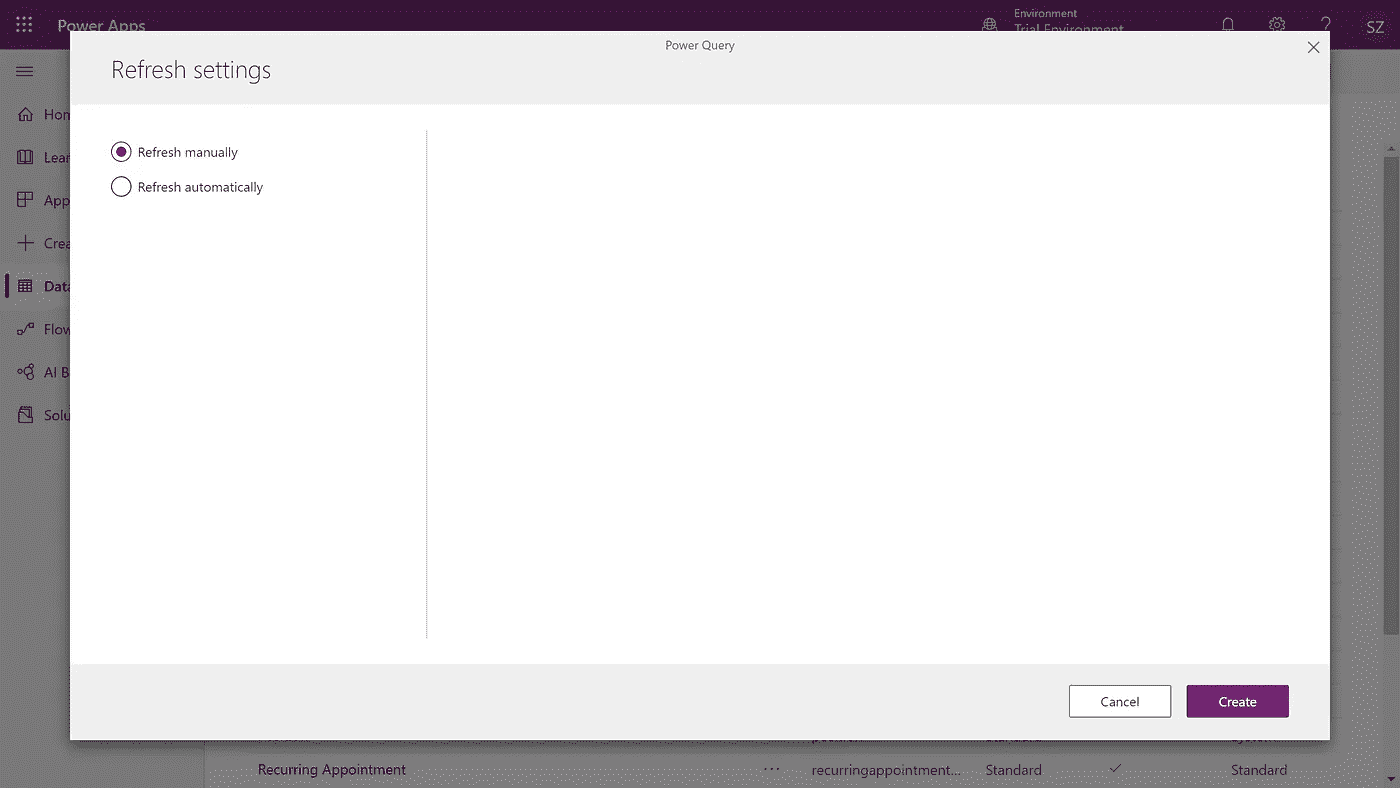 Power Apps
Environment
Trial Environment
?
SZ
Power Query
Refresh settings
Hom
Lear
App
Crea
Data
Flow
AI B
Solu
Refresh manually
Refresh automatically
Cancel
Create
Recurring Appointment
...
recurringappointment...
Standard
Standard